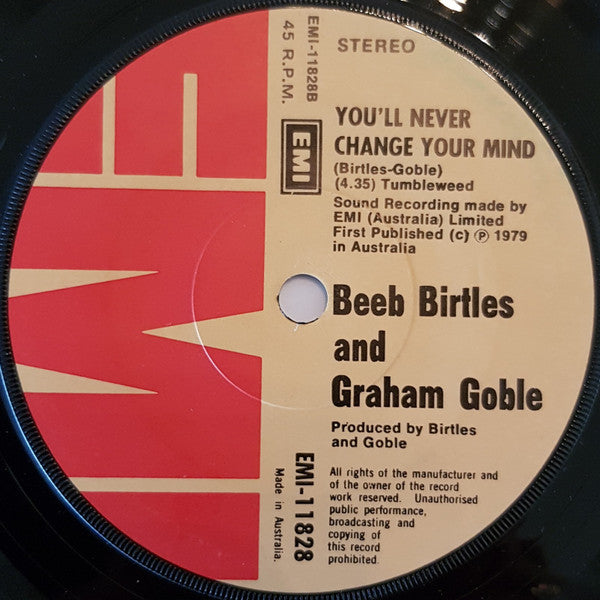 EMI
EMI-11828B
45 R.P.M.
STEREO
EMI
YOU'LL NEVER
CHANGE YOUR MIND
(Birtles-Goble)
(4.35) Tumbleweed
Sound Recording made by
EMI (Australia) Limited
First Published (c) Ⓟ 1979
in Australia
Beeb Birtles
and
Graham Goble
Produced by Birtles
and Goble
EMI-11828
Made in Australia.
All rights of the manufacturer and
of the owner of the record
work reserved. Unauthorised
public performance,
broadcasting and
copying of
this record
prohibited.